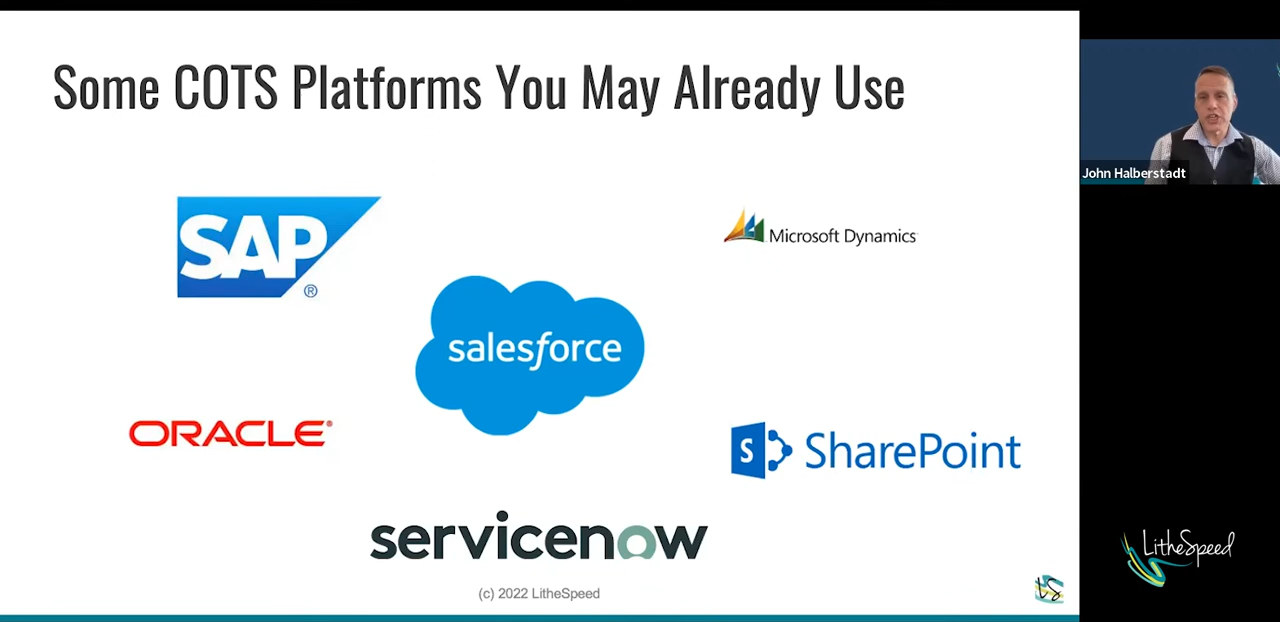 Some COTS Platforms You May Already Use
John Halberstadt
SAP
®
Microsoft Dynamics
salesforce
ORACLE®
S SharePoint
servicenow
(c) 2022 LitheSpeed
LS
LitheSpeed